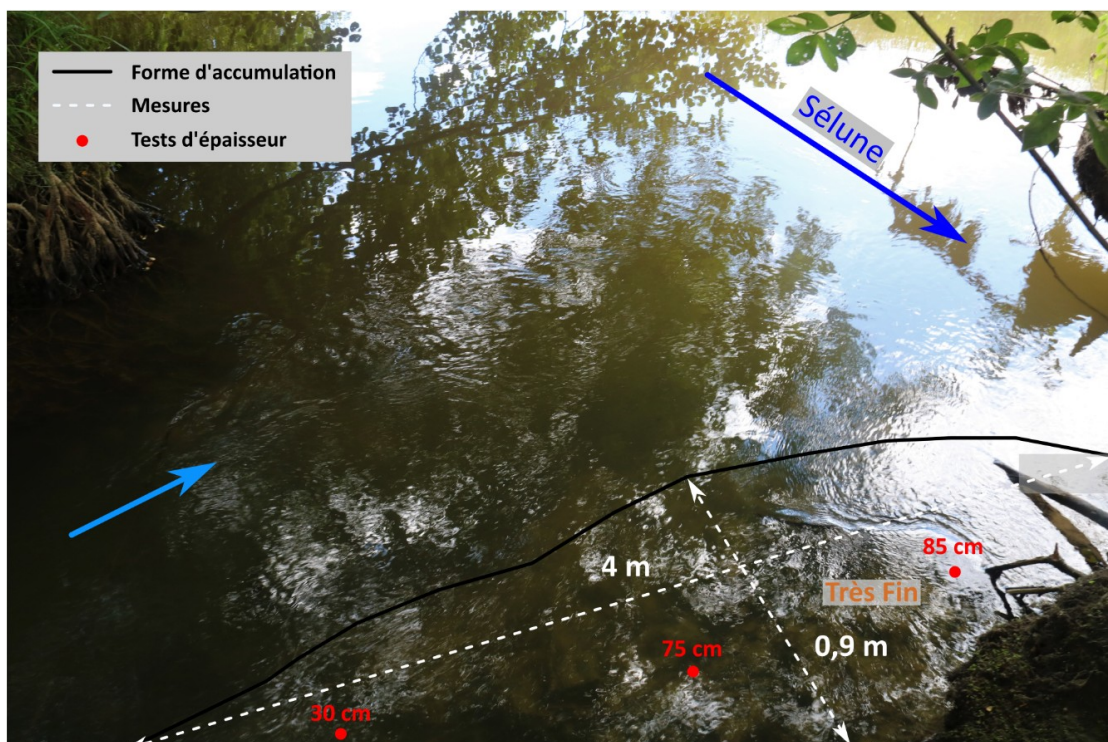 Forme d'accumulation
Mesures
Tests d'épaisseur
Sélune
85 cm
4 m
Très Fin
0,9 m
75 cm
30 cm